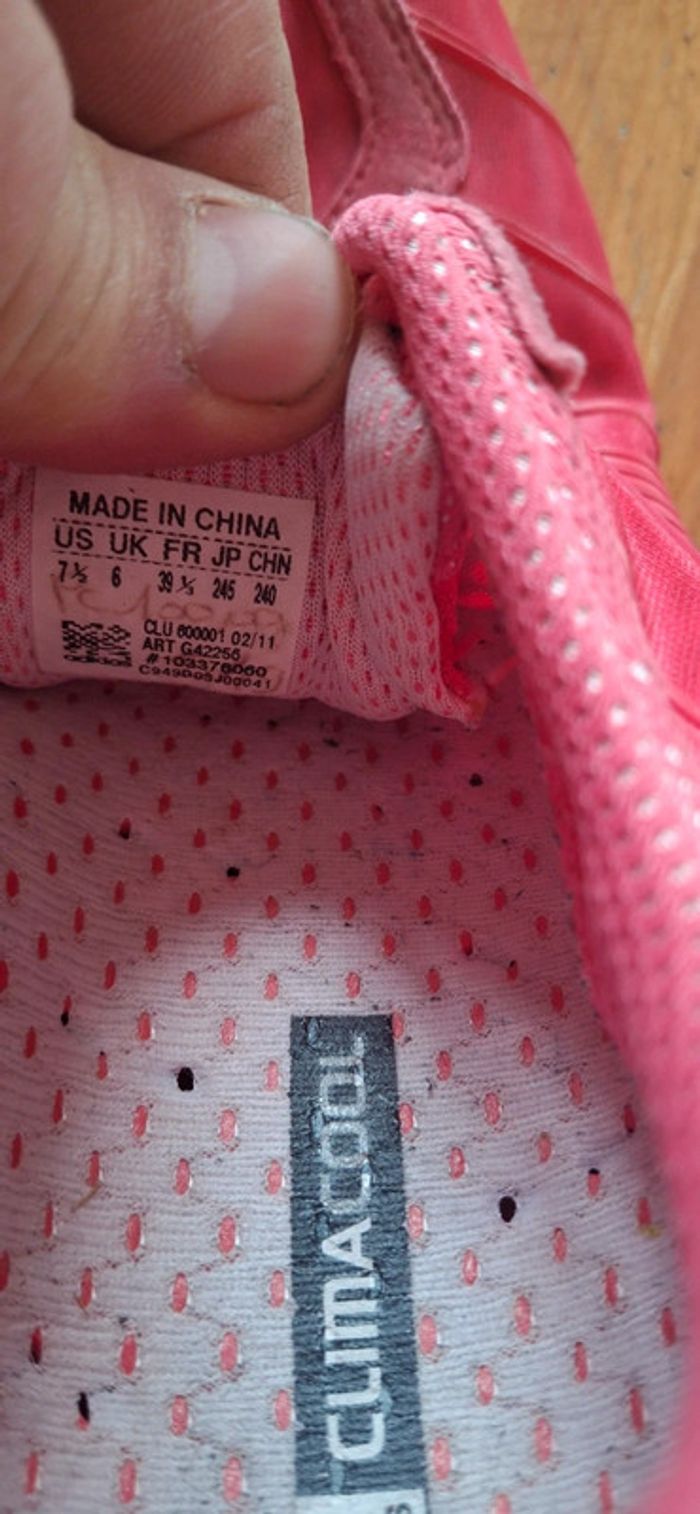 MADE IN CHINA
US UK FR JP CHN
7½ 6 39⅓ 245 240
CLU 600001 02/11
ART G42256
#103376060
CLIMACOOL